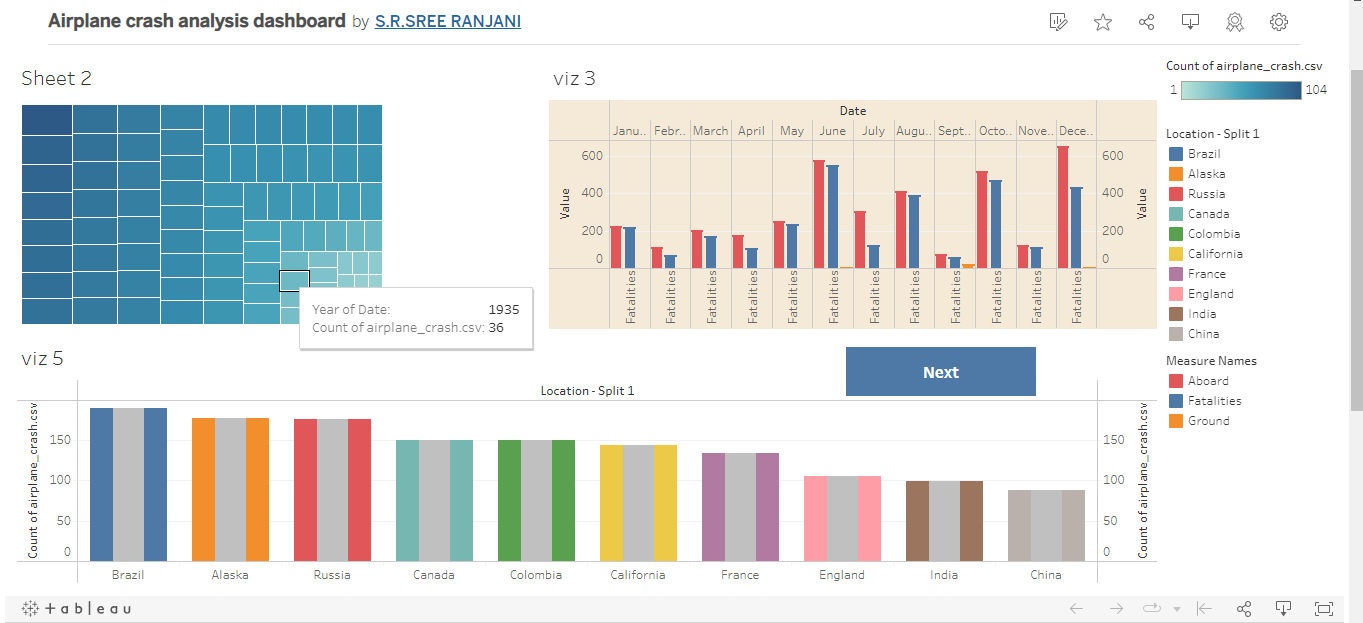 Airplane crash analysis dashboard by S.R.SREE RANJANI
Sheet 2
Year of Date: 1935
Count of airplane_crash.csv: 36
viz 3
Date
Janu.. Febr.. March April May June July Augu.. Sept.. Octo.. Nove.. Dece..
600 600
400 400
200 200
0 0
Value Value
Fatalities Fatalities Fatalities Fatalities Fatalities Fatalities Fatalities Fatalities Fatalities Fatalities Fatalities Fatalities
Count of airplane_crash.csv
1 104
Location - Split 1
Brazil
Alaska
Russia
Canada
Colombia
California
France
England
India
China
Measure Names
Aboard
Fatalities
Ground
Next
viz 5
Location - Split 1
Count of airplane_crash.csv Count of airplane_crash.csv
150 150
100 100
50 50
0 0
Brazil Alaska Russia Canada Colombia California France England India China
+ableau